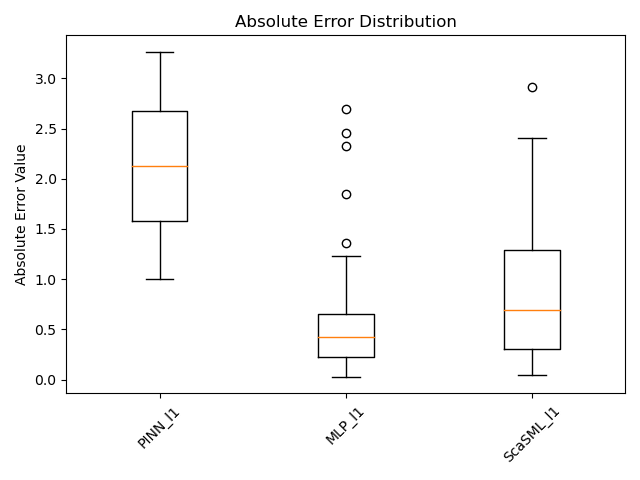 Absolute Error Distribution
Absolute Error Value
3.0
2.5
2.0
1.5
1.0
0.5
0.0
PINN_l1
MLP_l1
ScaSML_l1